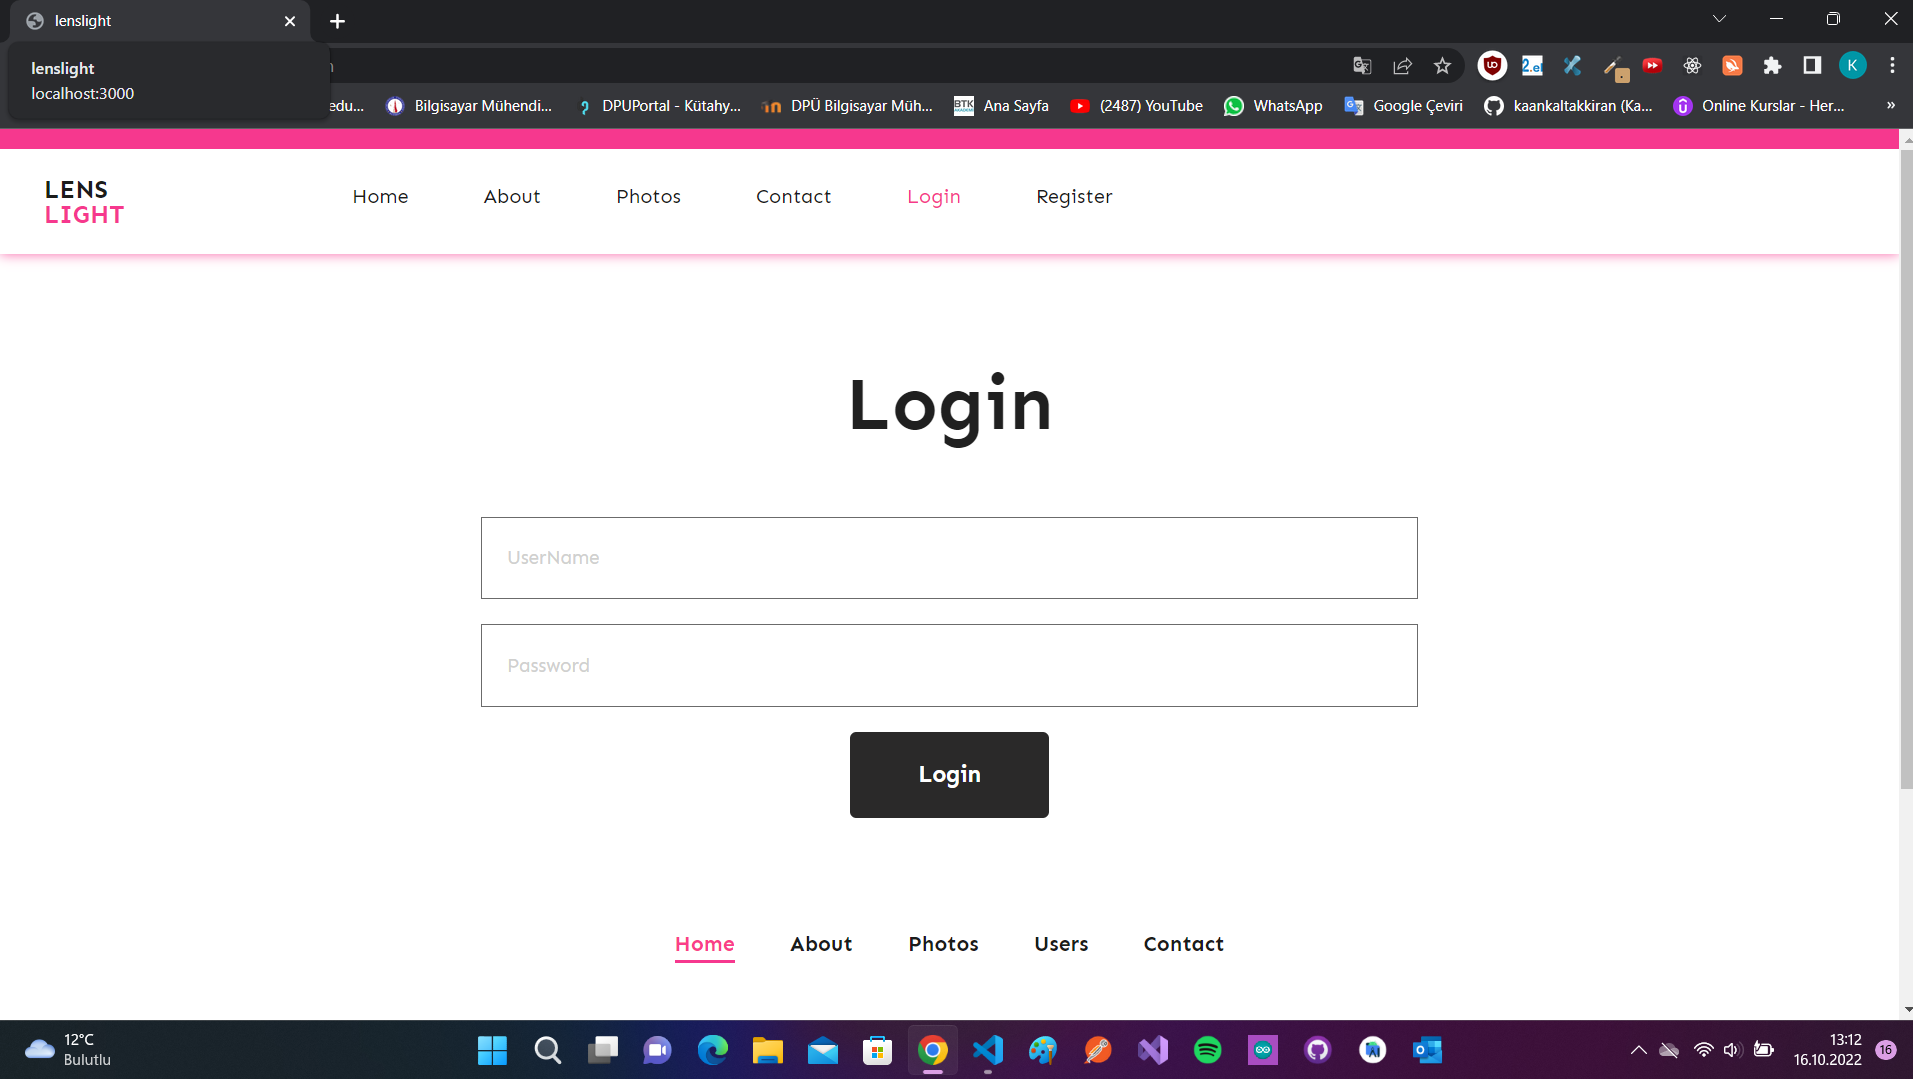 lenslight
lenslight
localhost:3000
edu...
Bilgisayar Mühendi...
DPUPortal - Kütahy...
DPÜ Bilgisayar Müh...
BTK
Ana Sayfa
(2487) YouTube
WhatsApp
Google Çeviri
kaankaltakkiran (Ka...
Online Kurslar - Her...
»
K
LENS
LIGHT
Home
About
Photos
Contact
Login
Register
Login
UserName
Password
Login
Home
About
Photos
Users
Contact
12°C
Bulutlu
13:12
16.10.2022
16